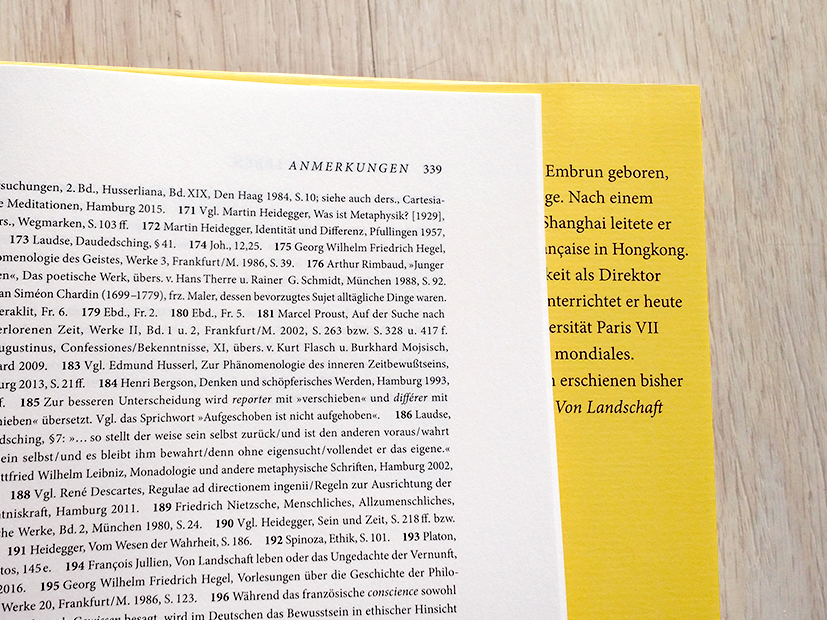 ANMERKUNGEN 339
suchungen, 2. Bd., Husserliana, Bd. XIX, Den Haag 1984, S. 10; siehe auch ders., Cartesia-
e Meditationen, Hamburg 2015. 171 Vgl. Martin Heidegger, Was ist Metaphysik? [1929],
rs., Wegmarken, S. 103 ff. 172 Martin Heidegger, Identität und Differenz, Pfullingen 1957,
173 Laudse, Daudedsching, § 41. 174 Joh., 12,25. 175 Georg Wilhelm Friedrich Hegel,
omenologie des Geistes, Werke 3, Frankfurt/M. 1986, S. 39. 176 Arthur Rimbaud, »Junger
en«, Das poetische Werk, übers. v. Hans Therre u. Rainer G. Schmidt, München 1988, S. 92.
an Siméon Chardin (1699–1779), frz. Maler, dessen bevorzugtes Sujet alltägliche Dinge waren.
eraklit, Fr. 6. 179 Ebd., Fr. 2. 180 Ebd., Fr. 5. 181 Marcel Proust, Auf der Suche nach
erlorenen Zeit, Werke II, Bd. 1 u. 2, Frankfurt/M. 2002, S. 263 bzw. S. 328 u. 417 f.
ugustinus, Confessiones/Bekenntnisse, XI, übers. v. Kurt Flasch u. Burkhard Mojsisch,
ard 2009. 183 Vgl. Edmund Husserl, Zur Phänomenologie des inneren Zeitbewußtseins,
urg 2013, S. 21 ff. 184 Henri Bergson, Denken und schöpferisches Werden, Hamburg 1993,
f. 185 Zur besseren Unterscheidung wird reporter mit »verschieben« und différer mit
hieben« übersetzt. Vgl. das Sprichwort »Aufgeschoben ist nicht aufgehoben«. 186 Laudse,
dsching, § 7: »… so stellt der weise sein selbst zurück/und ist den anderen voraus/wahrt
ein selbst/und es bleibt ihm bewahrt/denn ohne eigensucht/vollendet er das eigene.«
ttfried Wilhelm Leibniz, Monadologie und andere metaphysische Schriften, Hamburg 2002,
188 Vgl. René Descartes, Regulae ad directionem ingenii/Regeln zur Ausrichtung der
ntniskraft, Hamburg 2011. 189 Friedrich Nietzsche, Menschliches, Allzumenschliches,
che Werke, Bd. 2, München 1980, S. 24. 190 Vgl. Heidegger, Sein und Zeit, S. 218 ff. bzw.
191 Heidegger, Vom Wesen der Wahrheit, S. 186. 192 Spinoza, Ethik, S. 101. 193 Platon,
tos, 145 e. 194 François Jullien, Von Landschaft leben oder das Ungedachte der Vernunft,
2016. 195 Georg Wilhelm Friedrich Hegel, Vorlesungen über die Geschichte der Philo-
Werke 20, Frankfurt/M. 1986, S. 123. 196 Während das französische conscience sowohl
Gewissen besagt, wird im Deutschen das Bewusstsein in ethischer Hinsicht
Embrun geboren,
ge. Nach einem
Shanghai leitete er
ançaise in Hongkong.
keit als Direktor
nterrichtet er heute
ersität Paris VII
mondiales.
n erschienen bisher
Von Landschaft